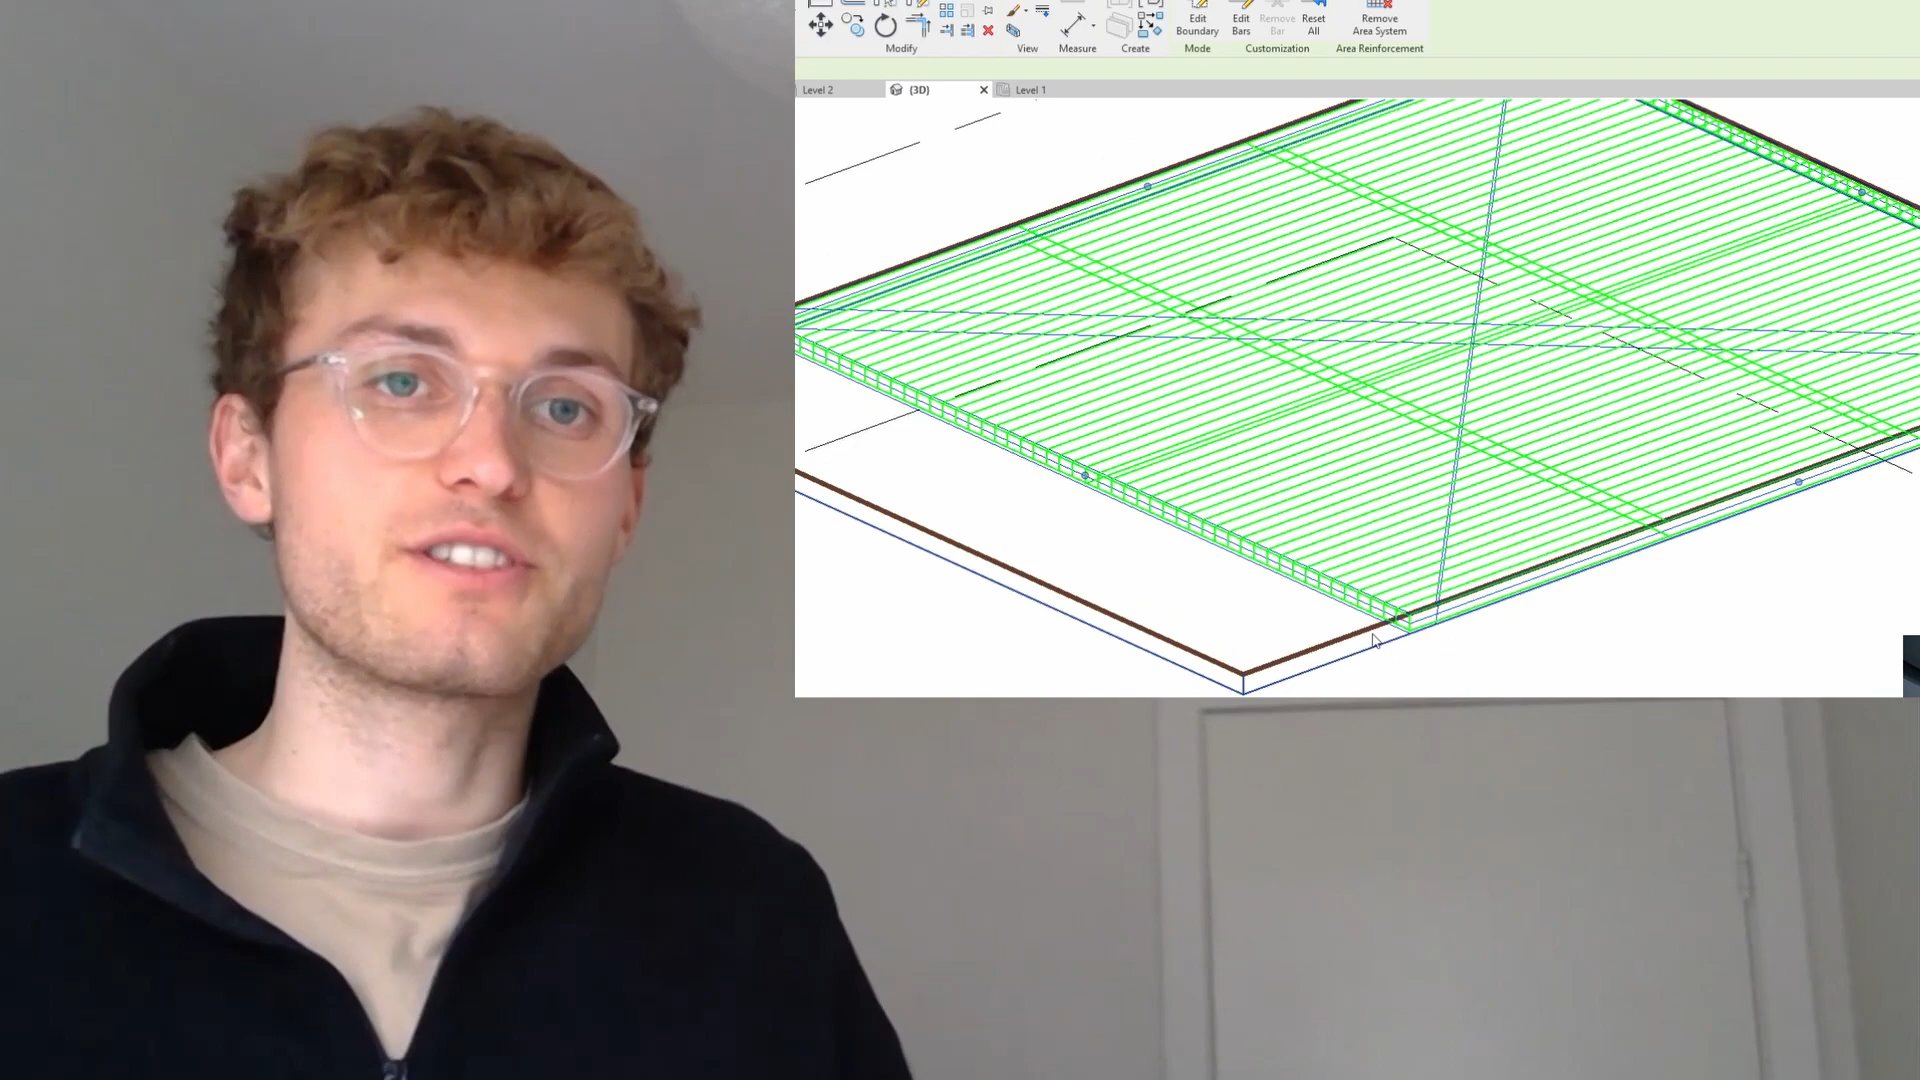 Edit Edit Remove Reset Remove
Boundary Bars Bar All Area System
Modify View Measure Create Mode Customization Area Reinforcement
Level 2 (3D) Level 1